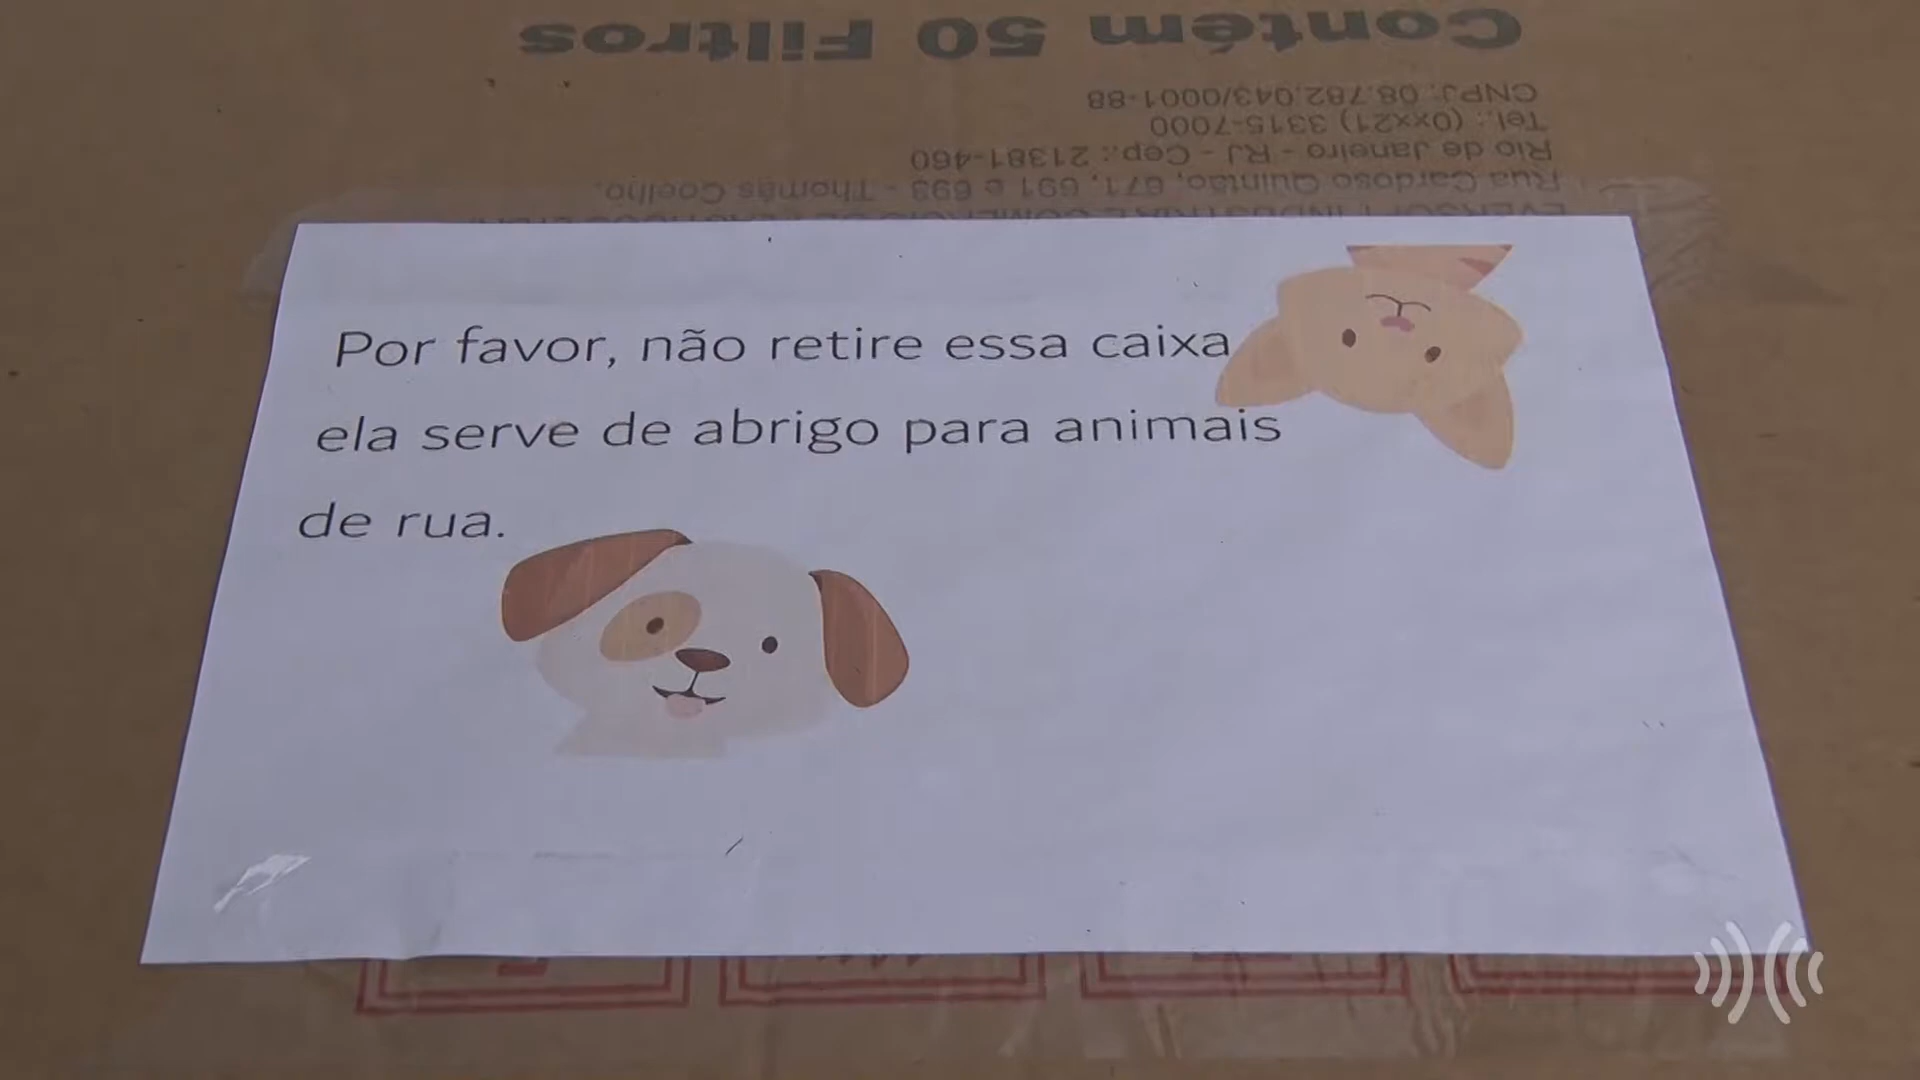 Contém 50 Filtros
CNPJ.: 08.782.043/0001-88
Tel.: (0xx21) 3315-7000
Rio de Janeiro - RJ - Cep.: 21381-460
Rua Cardoso Quintão, 671, 691 e 693 - Thomás Coelho.
Por favor, não retire essa caixa
ela serve de abrigo para animais
de rua.